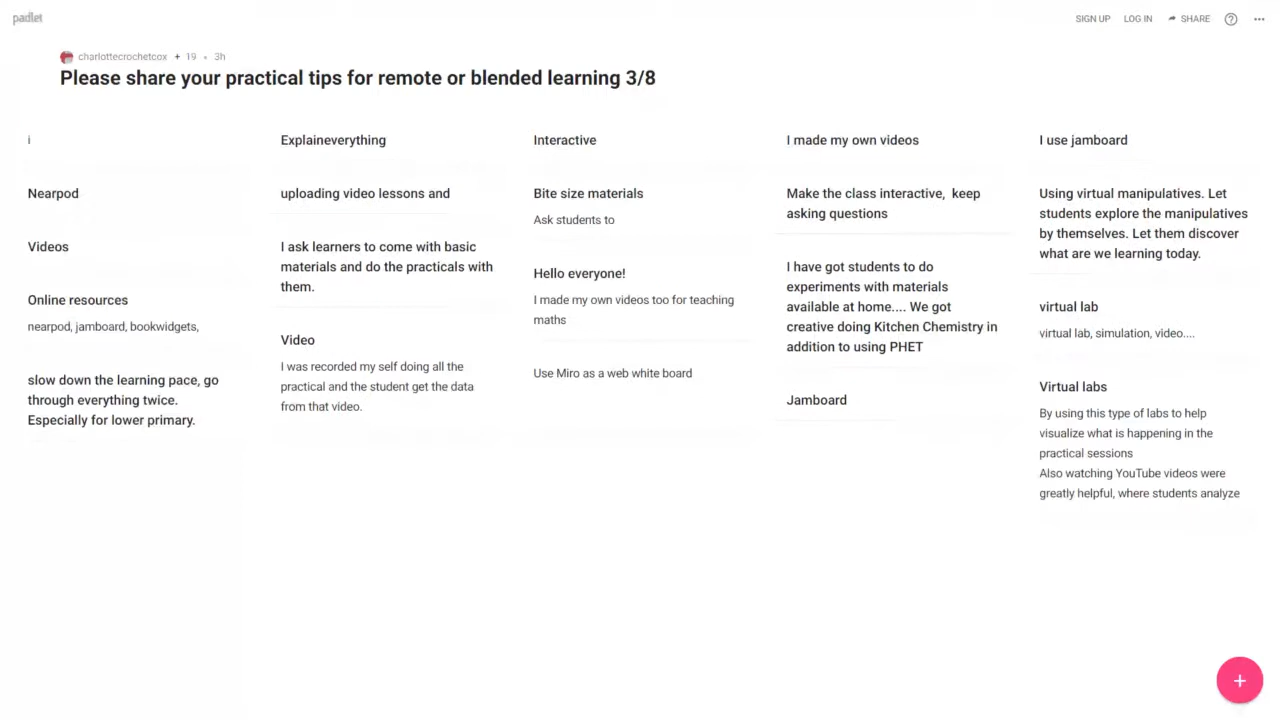 padlet
SIGN UP
LOG IN
SHARE
charlottecrochetcox + 19 • 3h
Please share your practical tips for remote or blended learning 3/8
i
Nearpod
Videos
Online resources
nearpod, jamboard, bookwidgets,
slow down the learning pace, go
through everything twice.
Especially for lower primary.
Explaineverything
uploading video lessons and
I ask learners to come with basic
materials and do the practicals with
them.
Video
I was recorded my self doing all the
practical and the student get the data
from that video.
Interactive
Bite size materials
Ask students to
Hello everyone!
I made my own videos too for teaching
maths
Use Miro as a web white board
I made my own videos
Make the class interactive, keep
asking questions
I have got students to do
experiments with materials
available at home.... We got
creative doing Kitchen Chemistry in
addition to using PHET
Jamboard
I use jamboard
Using virtual manipulatives. Let
students explore the manipulatives
by themselves. Let them discover
what are we learning today.
virtual lab
virtual lab, simulation, video....
Virtual labs
By using this type of labs to help
visualize what is happening in the
practical sessions
Also watching YouTube videos were
greatly helpful, where students analyze